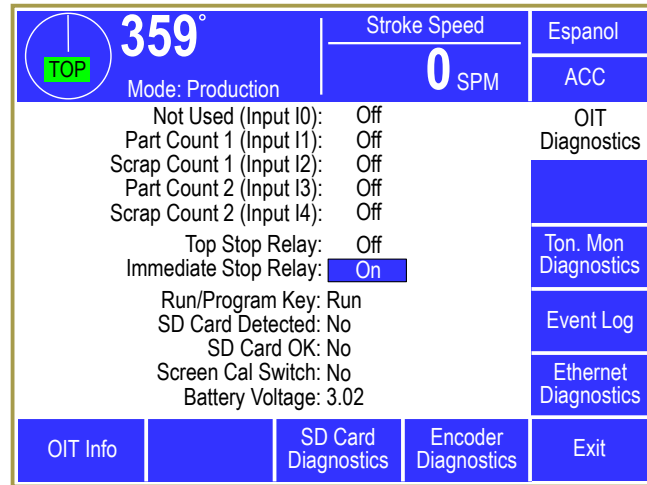 359°
TOP
Mode: Production
Stroke Speed
0 SPM
Espanol
ACC
Not Used (Input I0): Off
Part Count 1 (Input I1): Off
Scrap Count 1 (Input I2): Off
Part Count 2 (Input I3): Off
Scrap Count 2 (Input I4): Off
Top Stop Relay: Off
Immediate Stop Relay: On
Run/Program Key: Run
SD Card Detected: No
SD Card OK: No
Screen Cal Switch: No
Battery Voltage: 3.02
OIT
Diagnostics
Ton. Mon
Diagnostics
Event Log
Ethernet
Diagnostics
OIT Info
SD Card
Diagnostics
Encoder
Diagnostics
Exit